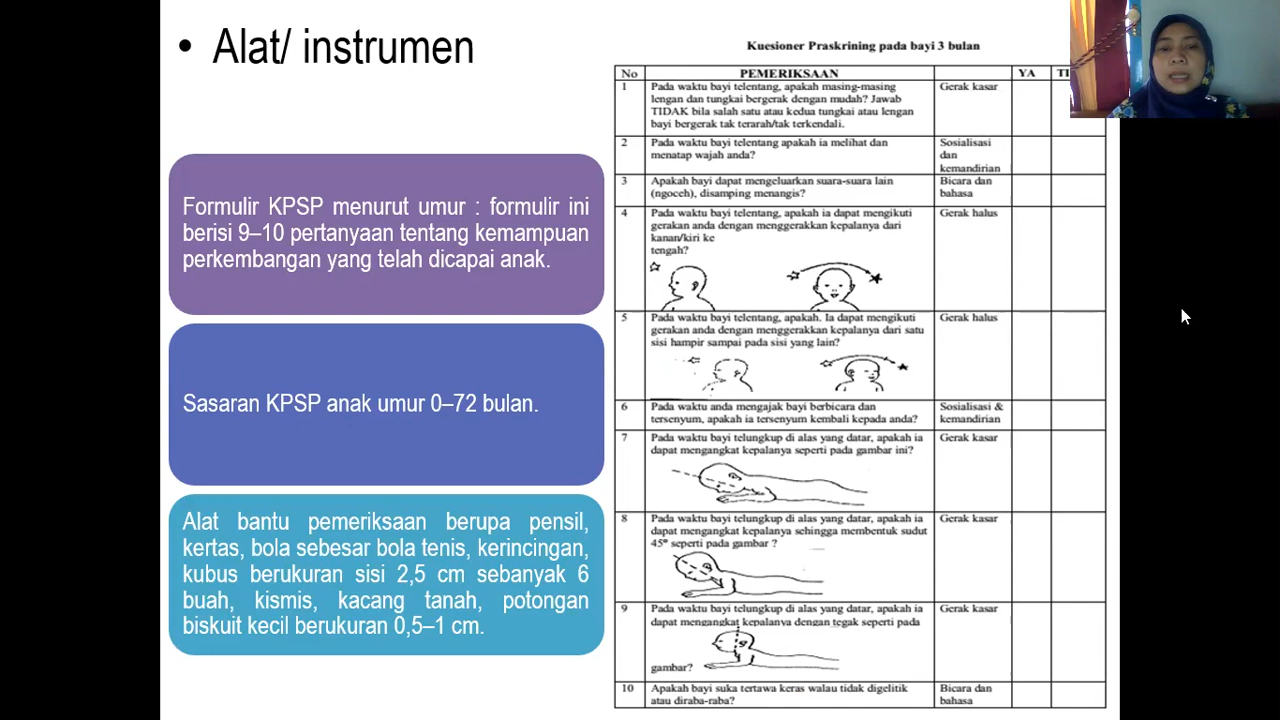 • Alat/ instrumen
Formulir KPSP menurut umur : formulir ini
berisi 9–10 pertanyaan tentang kemampuan
perkembangan yang telah dicapai anak.
Sasaran KPSP anak umur 0–72 bulan.
Alat bantu pemeriksaan berupa pensil,
kertas, bola sebesar bola tenis, kerincingan,
kubus berukuran sisi 2,5 cm sebanyak 6
buah, kismis, kacang tanah, potongan
biskuit kecil berukuran 0,5–1 cm.
Kuesioner Praskrining pada bayi 3 bulan
No PEMERIKSAAN YA
1 Pada waktu bayi telentang, apakah masing-masing Gerak kasar
lengan dan tungkai bergerak dengan mudah? Jawab
TIDAK bila salah satu atau kedua tungkai atau lengan
bayi bergerak tak terarah/tak terkendali.
2 Pada waktu bayi telentang apakah ia melihat dan Sosialisasi
menatap wajah anda? dan
kemandirian
3 Apakah bayi dapat mengeluarkan suara-suara lain Bicara dan
(ngoceh), disamping menangis? bahasa
4 Pada waktu bayi telentang, apakah ia dapat mengikuti Gerak halus
gerakan anda dengan menggerakkan kepalanya dari
kanan/kiri ke
tengah?
5 Pada waktu bayi telentang, apakah. Ia dapat mengikuti Gerak halus
gerakan anda dengan menggerakkan kepalanya dari satu
sisi hampir sampai pada sisi yang lain?
6 Pada waktu anda mengajak bayi berbicara dan Sosialisasi &
tersenyum, apakah ia tersenyum kembali kepada anda? kemandirian
7 Pada waktu bayi telungkup di alas yang datar, apakah ia Gerak kasar
dapat mengangkat kepalanya seperti pada gambar ini?
8 Pada waktu bayi telungkup di alas yang datar, apakah ia Gerak kasar
dapat mengangkat kepalanya sehingga membentuk sudut
45° seperti pada gambar ?
9 Pada waktu bayi telungkup di alas yang datar, apakah ia Gerak kasar
dapat mengangkat kepalanya dengan tegak seperti pada
gambar?
10 Apakah bayi suka tertawa keras walau tidak digelitik Bicara dan
atau diraba-raba? bahasa